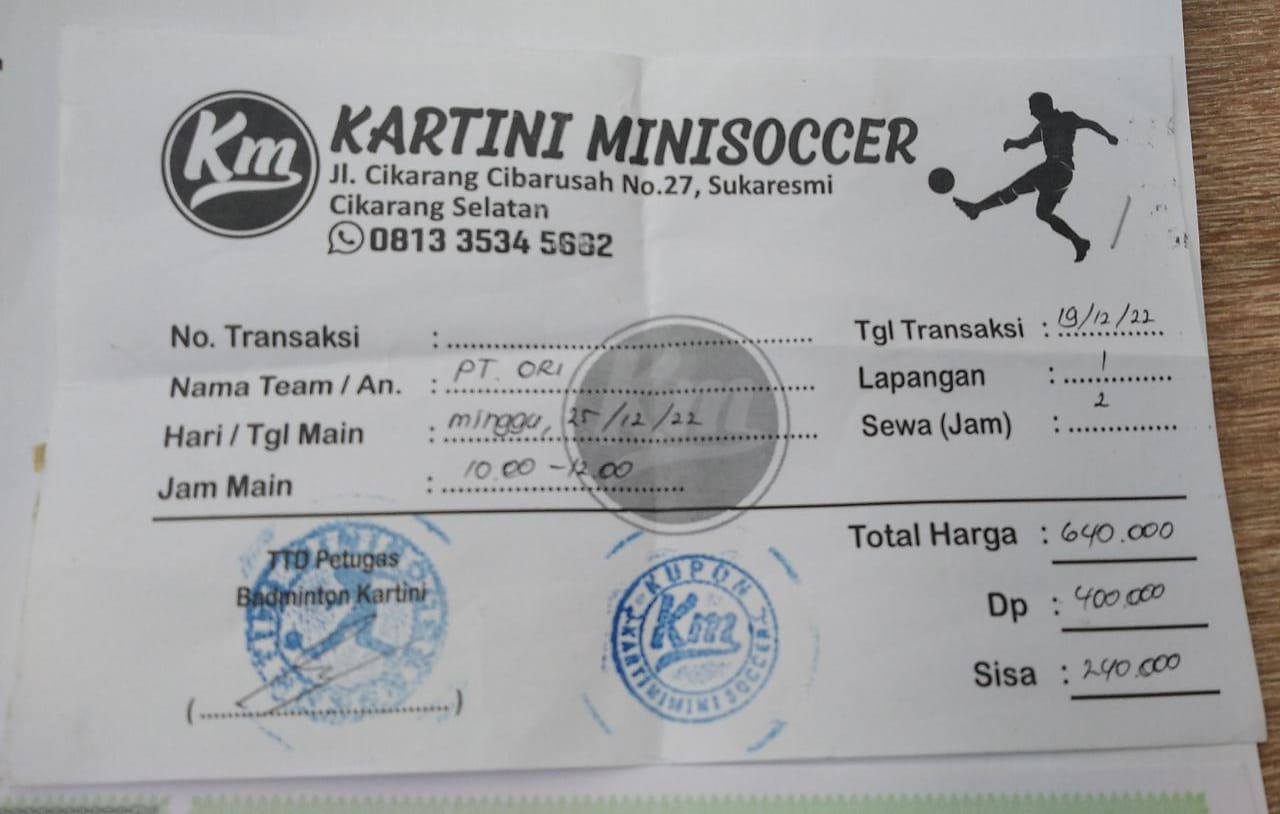 Km
KARTINI MINISOCCER
Jl. Cikarang Cibarusah No.27, Sukaresmi
Cikarang Selatan
0813 3534 5682
No. Transaksi :
Tgl Transaksi : 19/12/22
Nama Team / An. : PT. ORI
Lapangan : 1
Hari / Tgl Main : minggu, 25/12/22
Sewa (Jam) : 2
Jam Main : 10.00 - 12.00
Km
Total Harga : 640.000
TTD Petugas
Badminton Kartini
Dp : 400.000
KUPON
Km
KARTINI MINI SOCCER
Sisa : 240.000
(..............................)